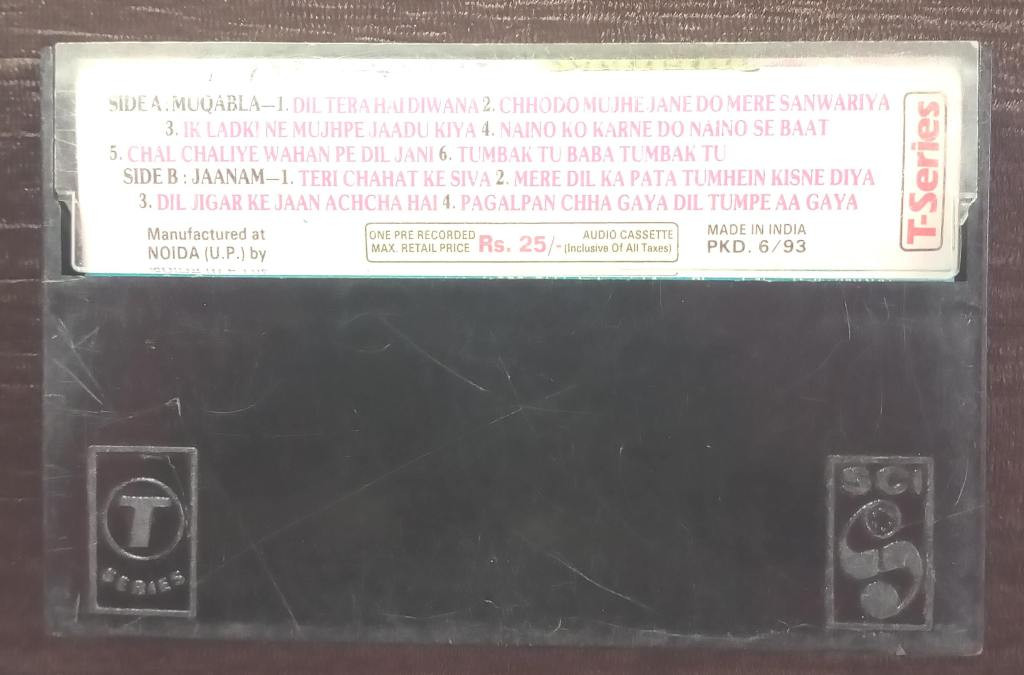 SIDE A : MUQABLA—1. DIL TERA HAI DIWANA 2. CHHODO MUJHE JANE DO MERE SANWARIYA
3. IK LADKI NE MUJHPE JAADU KIYA 4. NAINO KO KARNE DO NAINO SE BAAT
5. CHAL CHALIYE WAHAN PE DIL JANI 6. TUMBAK TU BABA TUMBAK TU
SIDE B : JAANAM—1. TERI CHAHAT KE SIVA 2. MERE DIL KA PATA TUMHEIN KISNE DIYA
3. DIL JIGAR KE JAAN ACHCHA HAI 4. PAGALPAN CHHA GAYA DIL TUMPE AA GAYA
T-Series
Manufactured at
NOIDA (U.P.) by
ONE PRE RECORDED
MAX. RETAIL PRICE
Rs. 25/-
AUDIO CASSETTE
(Inclusive Of All Taxes)
MADE IN INDIA
PKD. 6/93
T
SERIES
SCI